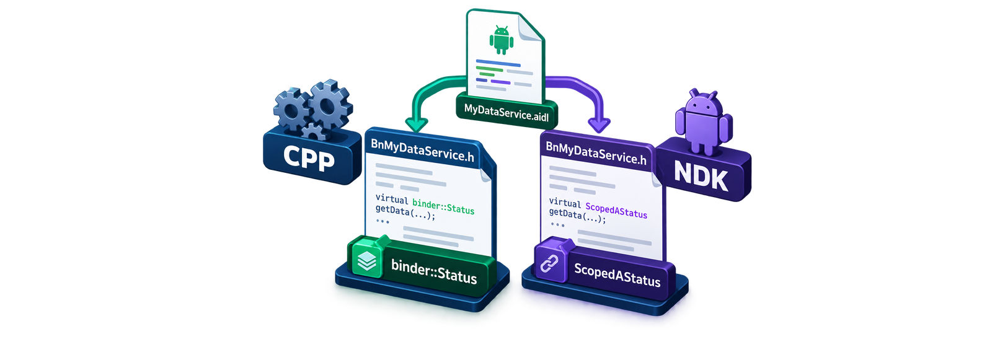 MyDataService.aidl
CPP
BnMyDataService.h
virtual binder::Status
getData(...);
...
binder::Status
BnMyDataService.h
virtual ScopedAStatus
getData(...);
...
ScopedAStatus
NDK